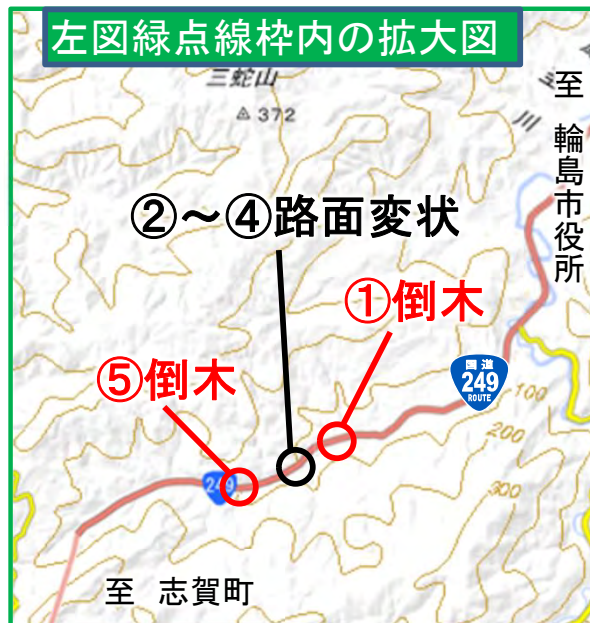 左図緑点線枠内の拡大図
三蛇山
372
川
至 輪島市役所
②～④路面変状
①倒木
⑤倒木
国道
249
ROUTE
100
200
300
249
至 志賀町